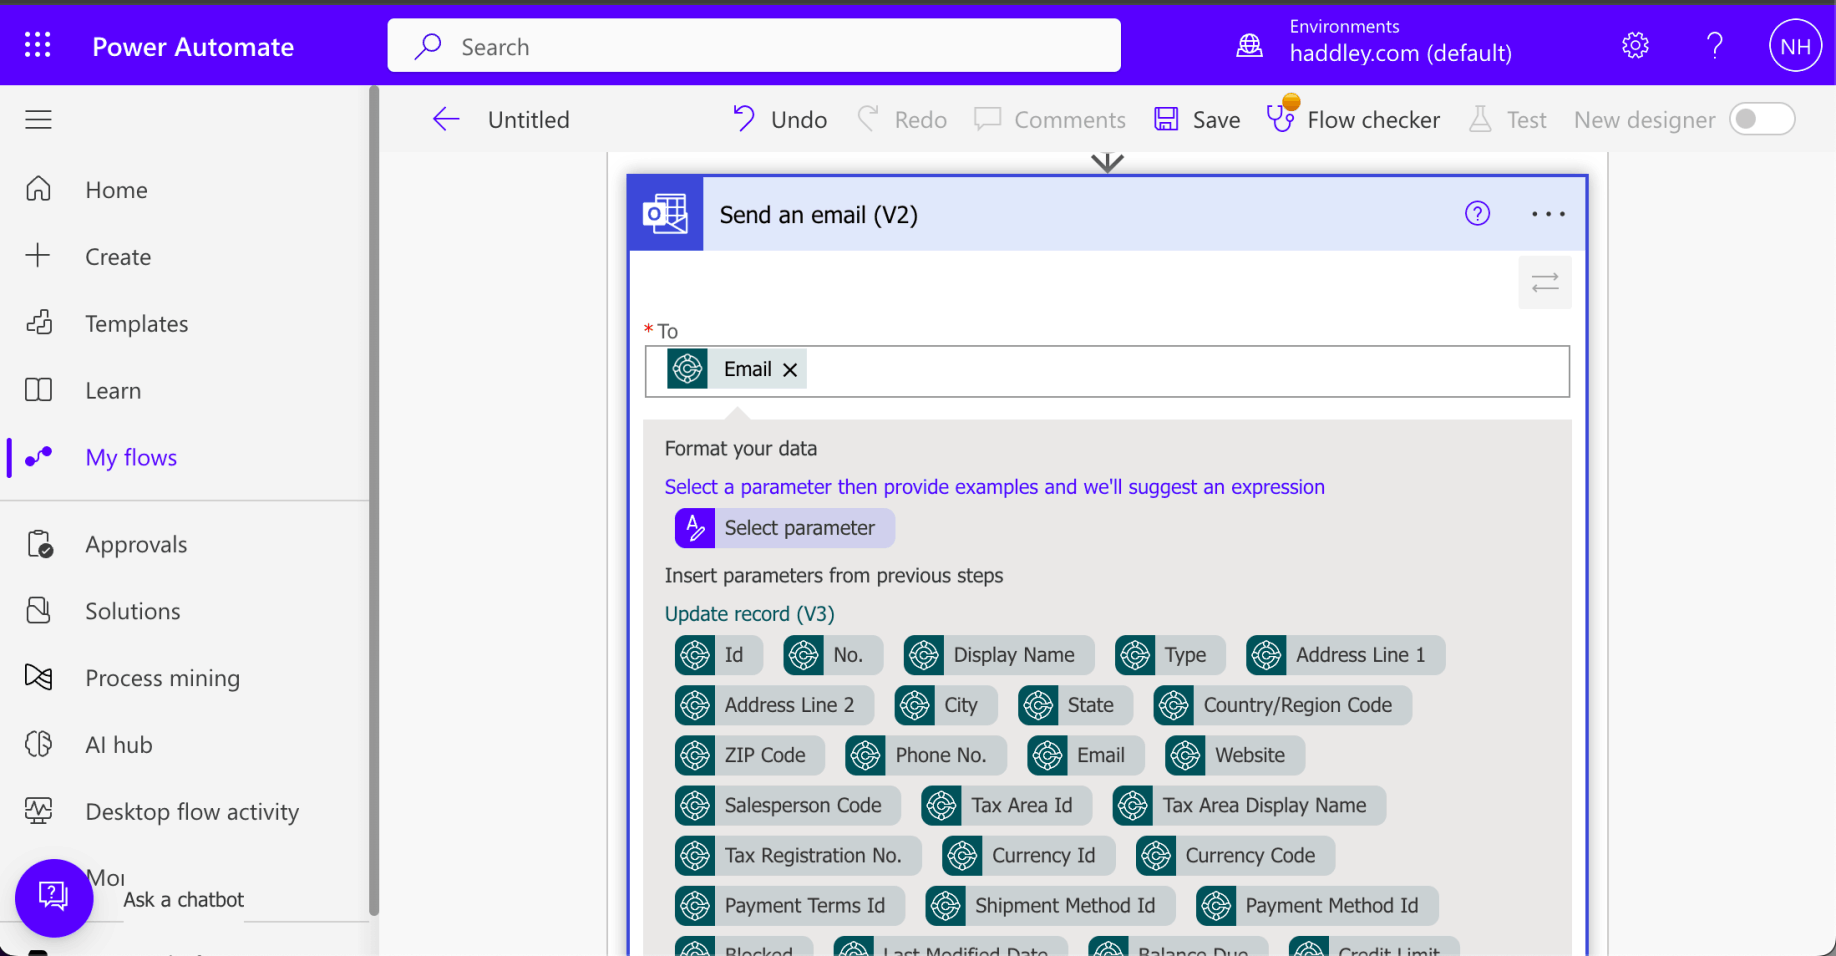 Power Automate
Search
Environments
haddley.com (default)
?
NH
Untitled
Undo
Redo
Comments
Save
Flow checker
Test
New designer
Home
Create
Templates
Learn
My flows
Approvals
Solutions
Process mining
AI hub
Desktop flow activity
Ask a chatbot
Send an email (V2)
* To
Email
Format your data
Select a parameter then provide examples and we'll suggest an expression
Select parameter
Insert parameters from previous steps
Update record (V3)
Id No. Display Name Type Address Line 1
Address Line 2 City State Country/Region Code
ZIP Code Phone No. Email Website
Salesperson Code Tax Area Id Tax Area Display Name
Tax Registration No. Currency Id Currency Code
Payment Terms Id Shipment Method Id Payment Method Id
Blocked Last Modified Date Balance Due Credit Limit